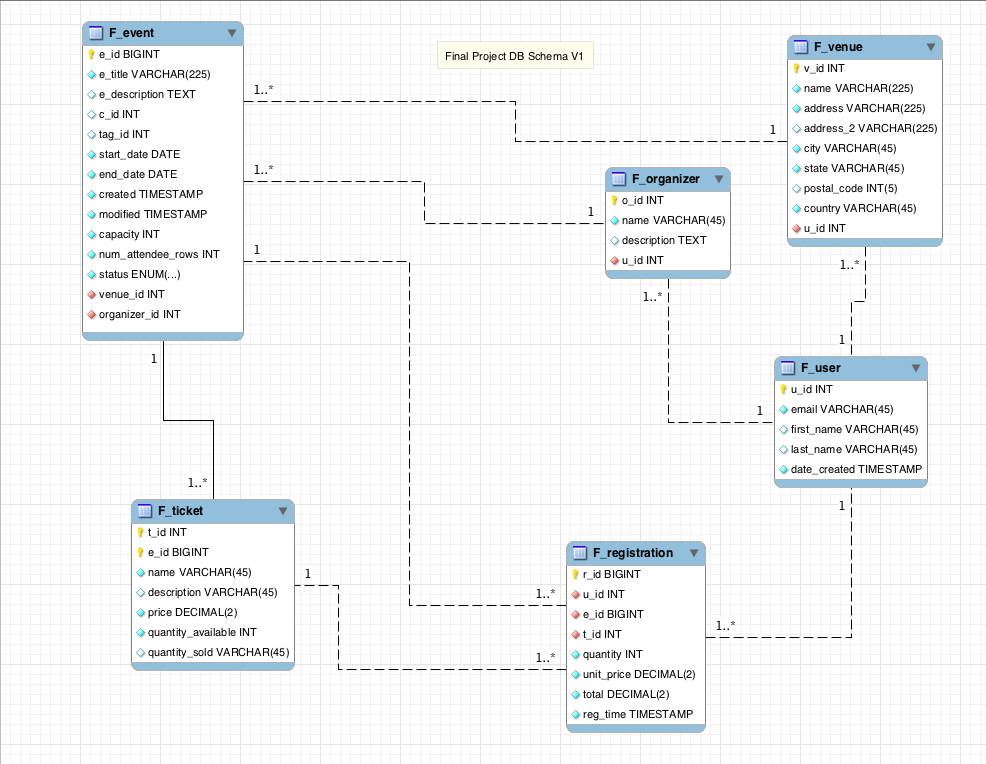 F_event
e_id BIGINT
e_title VARCHAR(225)
e_description TEXT
c_id INT
tag_id INT
start_date DATE
end_date DATE
created TIMESTAMP
modified TIMESTAMP
capacity INT
num_attendee_rows INT
status ENUM(...)
venue_id INT
organizer_id INT
Final Project DB Schema V1
F_venue
v_id INT
name VARCHAR(225)
address VARCHAR(225)
address_2 VARCHAR(225)
city VARCHAR(45)
state VARCHAR(45)
postal_code INT(5)
country VARCHAR(45)
u_id INT
1..*
1
1..*
1
F_organizer
o_id INT
name VARCHAR(45)
description TEXT
u_id INT
1
1..*
1..*
1
1
F_user
u_id INT
email VARCHAR(45)
first_name VARCHAR(45)
last_name VARCHAR(45)
date_created TIMESTAMP
1
1..*
1
F_ticket
t_id INT
e_id BIGINT
name VARCHAR(45)
description VARCHAR(45)
price DECIMAL(2)
quantity_available INT
quantity_sold VARCHAR(45)
1
1..*
1..*
F_registration
r_id BIGINT
u_id INT
e_id BIGINT
t_id INT
quantity INT
unit_price DECIMAL(2)
total DECIMAL(2)
reg_time TIMESTAMP
1..*